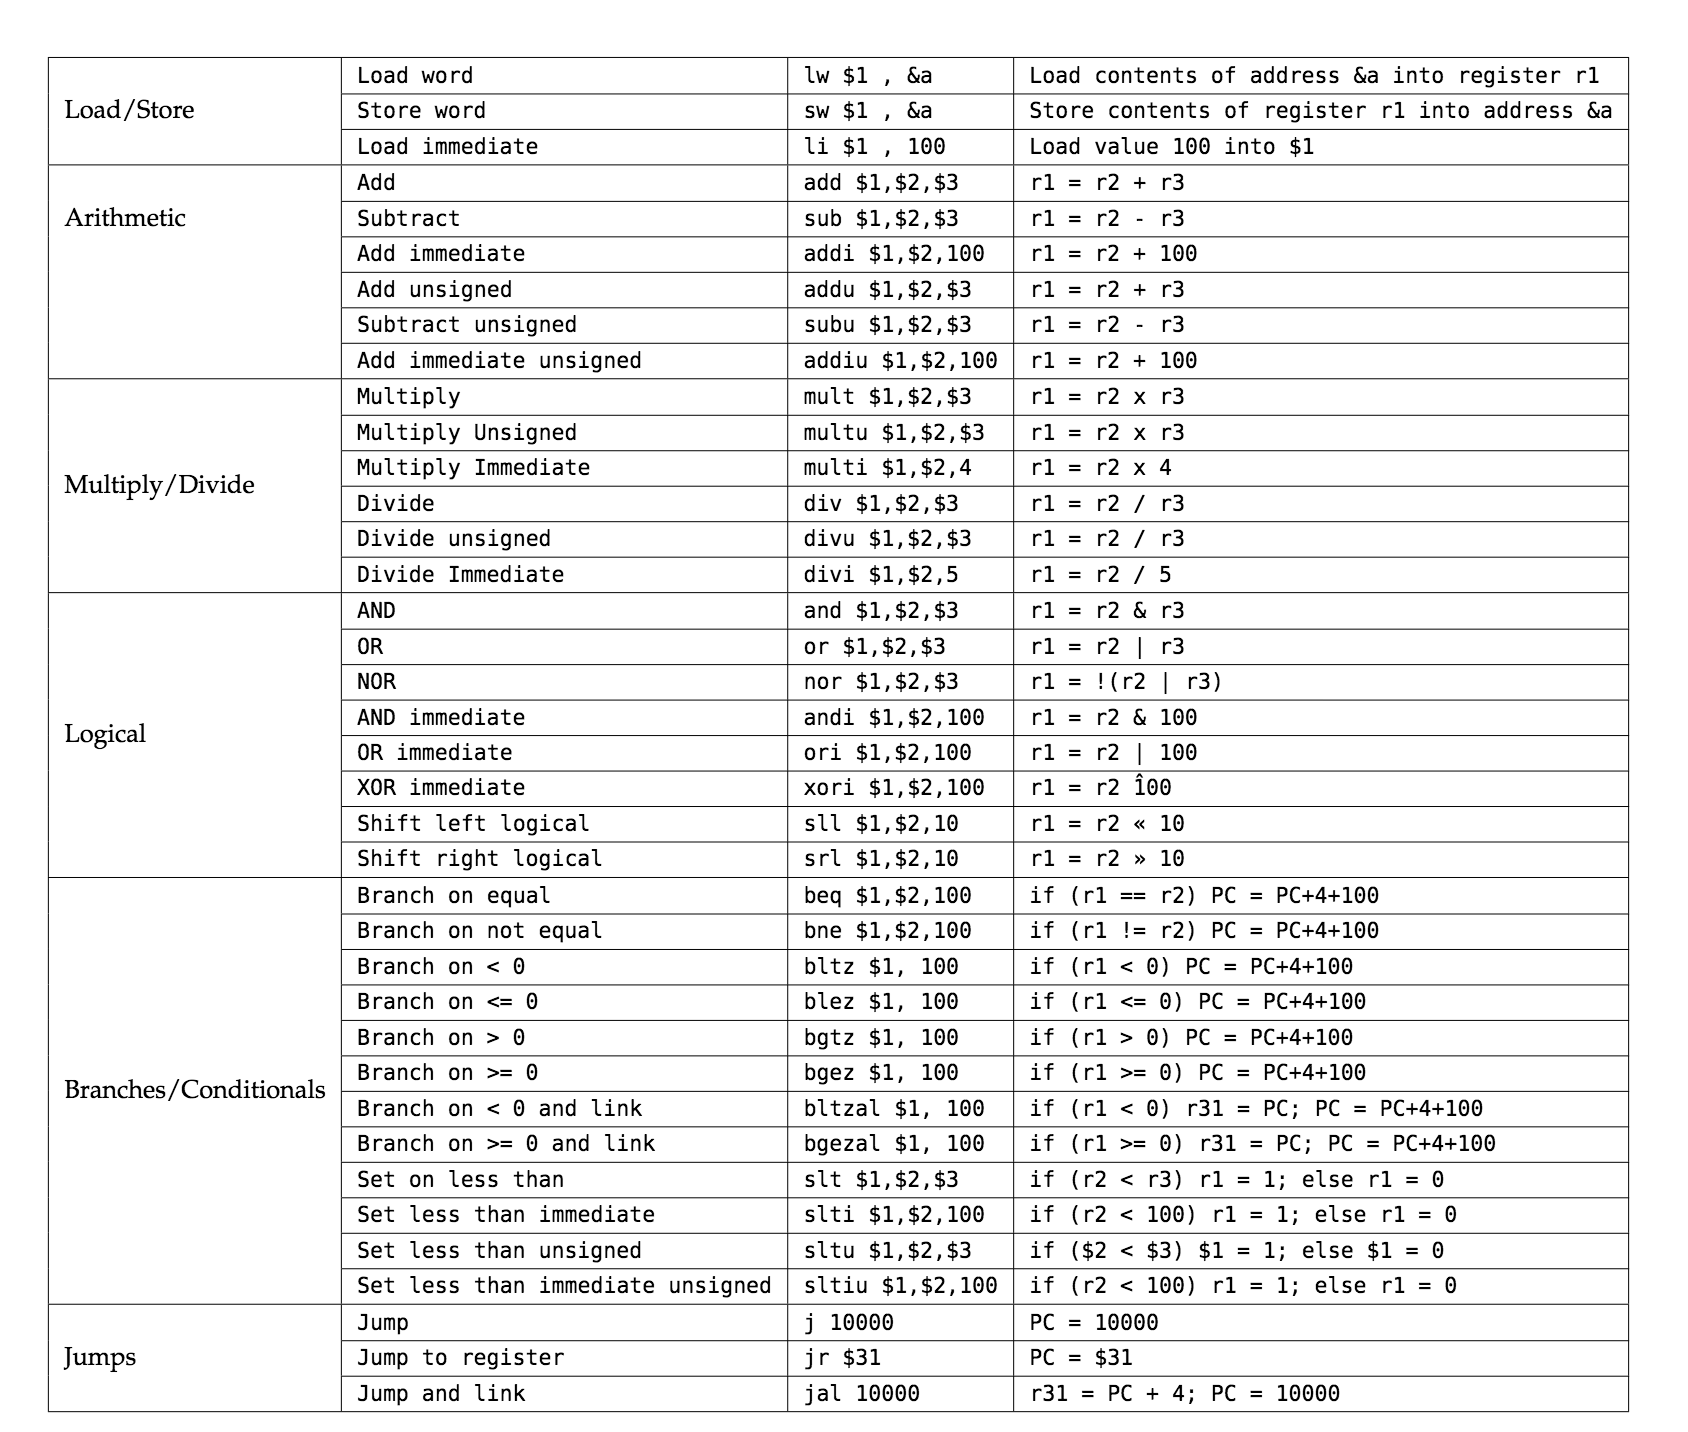 Load/Store
Load word lw $1 , &a Load contents of address &a into register r1
Store word sw $1 , &a Store contents of register r1 into address &a
Load immediate li $1 , 100 Load value 100 into $1
Arithmetic
Add add $1,$2,$3 r1 = r2 + r3
Subtract sub $1,$2,$3 r1 = r2 - r3
Add immediate addi $1,$2,100 r1 = r2 + 100
Add unsigned addu $1,$2,$3 r1 = r2 + r3
Subtract unsigned subu $1,$2,$3 r1 = r2 - r3
Add immediate unsigned addiu $1,$2,100 r1 = r2 + 100
Multiply/Divide
Multiply mult $1,$2,$3 r1 = r2 x r3
Multiply Unsigned multu $1,$2,$3 r1 = r2 x r3
Multiply Immediate multi $1,$2,4 r1 = r2 x 4
Divide div $1,$2,$3 r1 = r2 / r3
Divide unsigned divu $1,$2,$3 r1 = r2 / r3
Divide Immediate divi $1,$2,5 r1 = r2 / 5
Logical
AND and $1,$2,$3 r1 = r2 & r3
OR or $1,$2,$3 r1 = r2 | r3
NOR nor $1,$2,$3 r1 = !(r2 | r3)
AND immediate andi $1,$2,100 r1 = r2 & 100
OR immediate ori $1,$2,100 r1 = r2 | 100
XOR immediate xori $1,$2,100 r1 = r2 1̂00
Shift left logical sll $1,$2,10 r1 = r2 « 10
Shift right logical srl $1,$2,10 r1 = r2 » 10
Branches/Conditionals
Branch on equal beq $1,$2,100 if (r1 == r2) PC = PC+4+100
Branch on not equal bne $1,$2,100 if (r1 != r2) PC = PC+4+100
Branch on < 0 bltz $1, 100 if (r1 < 0) PC = PC+4+100
Branch on <= 0 blez $1, 100 if (r1 <= 0) PC = PC+4+100
Branch on > 0 bgtz $1, 100 if (r1 > 0) PC = PC+4+100
Branch on >= 0 bgez $1, 100 if (r1 >= 0) PC = PC+4+100
Branch on < 0 and link bltzal $1, 100 if (r1 < 0) r31 = PC; PC = PC+4+100
Branch on >= 0 and link bgezal $1, 100 if (r1 >= 0) r31 = PC; PC = PC+4+100
Set on less than slt $1,$2,$3 if (r2 < r3) r1 = 1; else r1 = 0
Set less than immediate slti $1,$2,100 if (r2 < 100) r1 = 1; else r1 = 0
Set less than unsigned sltu $1,$2,$3 if ($2 < $3) $1 = 1; else $1 = 0
Set less than immediate unsigned sltiu $1,$2,100 if (r2 < 100) r1 = 1; else r1 = 0
Jumps
Jump j 10000 PC = 10000
Jump to register jr $31 PC = $31
Jump and link jal 10000 r31 = PC + 4; PC = 10000